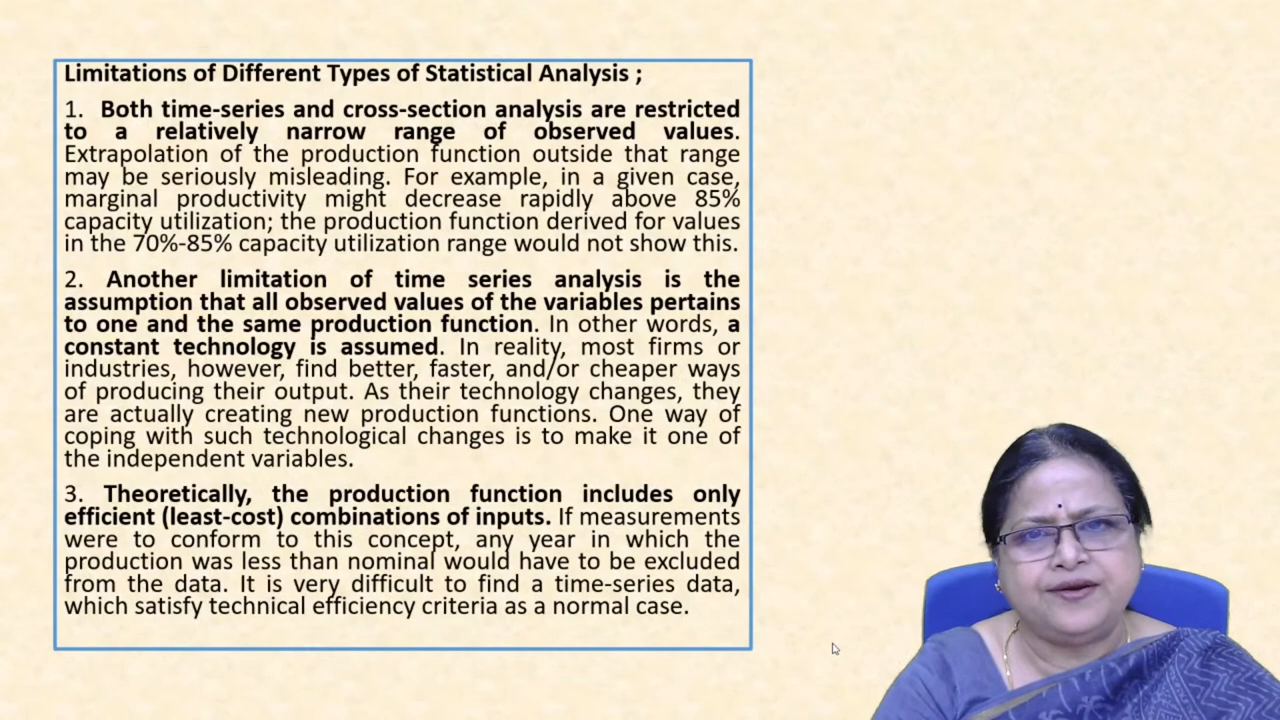 Limitations of Different Types of Statistical Analysis ;
1. Both time-series and cross-section analysis are restricted
to a relatively narrow range of observed values.
Extrapolation of the production function outside that range
may be seriously misleading. For example, in a given case,
marginal productivity might decrease rapidly above 85%
capacity utilization; the production function derived for values
in the 70%-85% capacity utilization range would not show this.
2. Another limitation of time series analysis is the
assumption that all observed values of the variables pertains
to one and the same production function. In other words, a
constant technology is assumed. In reality, most firms or
industries, however, find better, faster, and/or cheaper ways
of producing their output. As their technology changes, they
are actually creating new production functions. One way of
coping with such technological changes is to make it one of
the independent variables.
3. Theoretically, the production function includes only
efficient (least-cost) combinations of inputs. If measurements
were to conform to this concept, any year in which the
production was less than nominal would have to be excluded
from the data. It is very difficult to find a time-series data,
which satisfy technical efficiency criteria as a normal case.